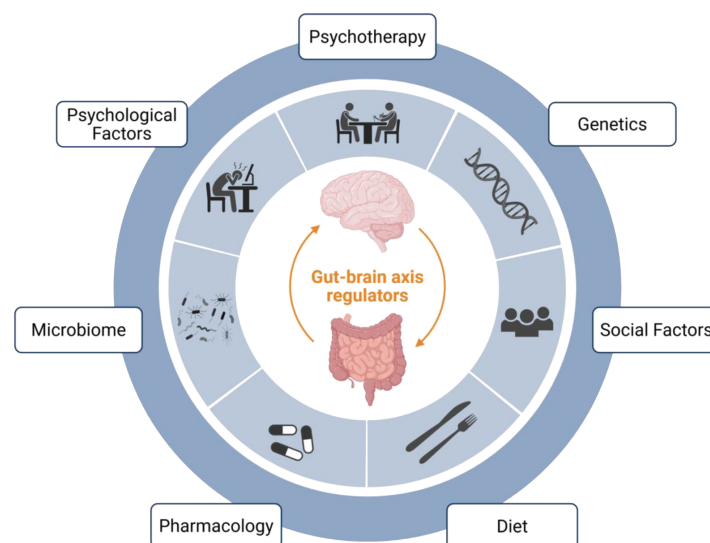 Psychotherapy
Psychological
Factors
Genetics
Gut-brain axis
regulators
Microbiome
Social Factors
Pharmacology
Diet